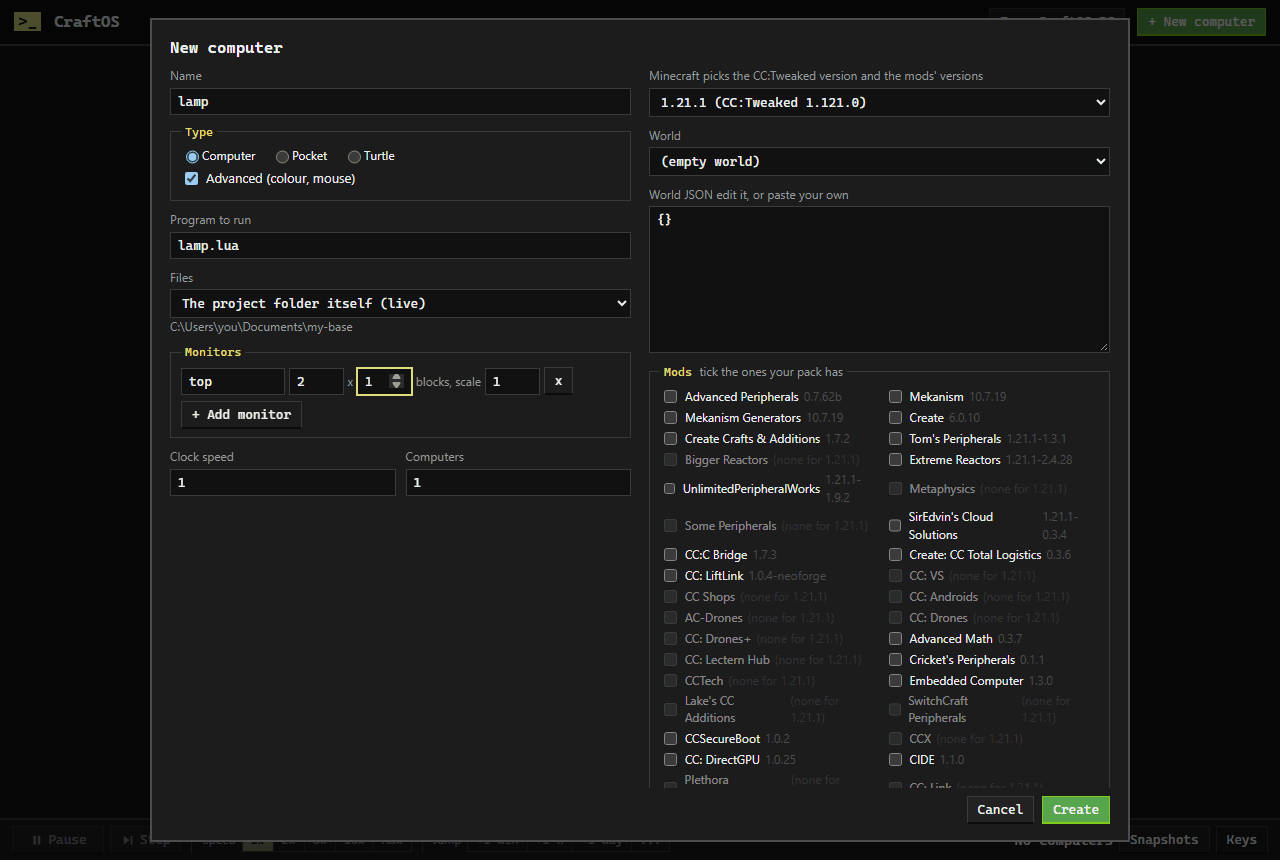 >_ CraftOS
+ New computer
New computer
Name
lamp
Type
Computer Pocket Turtle
Advanced (colour, mouse)
Program to run
lamp.lua
Files
The project folder itself (live)
C:\Users\you\Documents\my-base
Monitors
top 2 x 1 blocks, scale 1 x
+ Add monitor
Clock speed Computers
1 1
Minecraft picks the CC:Tweaked version and the mods' versions
1.21.1 (CC:Tweaked 1.121.0)
World
(empty world)
World JSON edit it, or paste your own
{}
Mods tick the ones your pack has
Advanced Peripherals 0.7.62b Mekanism 10.7.19
Mekanism Generators 10.7.19 Create 6.0.10
Create Crafts & Additions 1.7.2 Tom's Peripherals 1.21.1-1.3.1
Bigger Reactors (none for 1.21.1) Extreme Reactors 1.21.1-2.4.28
UnlimitedPeripheralWorks 1.21.1-1.9.2 Metaphysics (none for 1.21.1)
Some Peripherals (none for 1.21.1) SirEdvin's Cloud Solutions 1.21.1-0.3.4
CC:C Bridge 1.7.3 Create: CC Total Logistics 0.3.6
CC: LiftLink 1.0.4-neoforge CC: VS (none for 1.21.1)
CC Shops (none for 1.21.1) CC: Androids (none for 1.21.1)
AC-Drones (none for 1.21.1) CC: Drones (none for 1.21.1)
CC: Drones+ (none for 1.21.1) Advanced Math 0.3.7
CC: Lectern Hub (none for 1.21.1) Cricket's Peripherals 0.1.1
CCTech (none for 1.21.1) Embedded Computer 1.3.0
Lake's CC Additions (none for 1.21.1) SwitchCraft Peripherals (none for 1.21.1)
CCSecureBoot 1.0.2 CCX (none for 1.21.1)
CC: DirectGPU 1.0.25 CIDE 1.1.0
Plethora (none for CC: Link (none for 1.21.1)
Cancel Create
Pause Step Speed
No computers Snapshots Keys